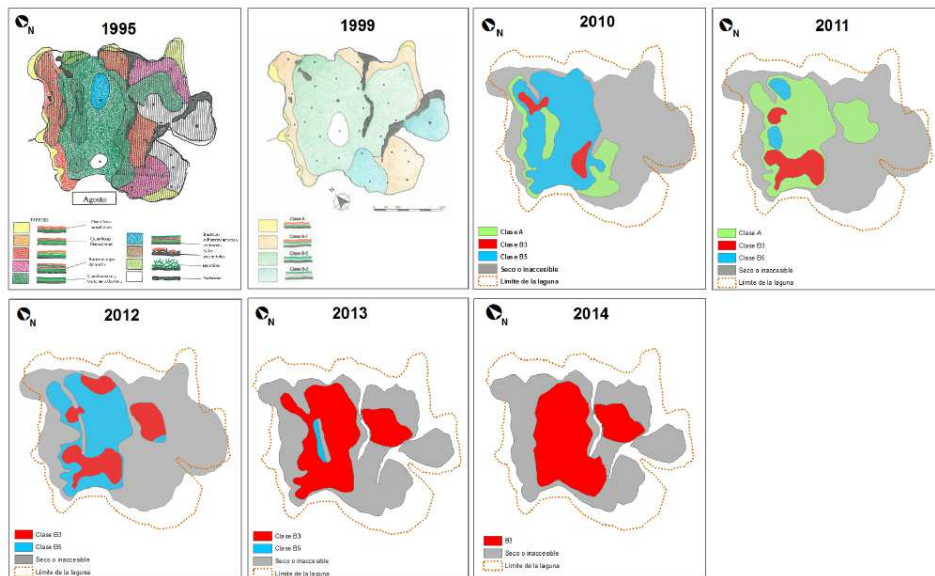 N
1995
Agosto
N
1999
Clase A
N
2010
Clase A
Clase B3
Clase B5
Seco o inaccesible
Límite de la laguna
N
2011
Clase A
Clase B3
Clase B5
Seco o inaccesible
Límite de la laguna
N
2012
Clase B3
Clase B5
Seco o inaccesible
Límite de la laguna
N
2013
Clase B3
Clase B5
Seco o inaccesible
Límite de la laguna
N
2014
B3
Seco o inaccesible
Límite de la laguna